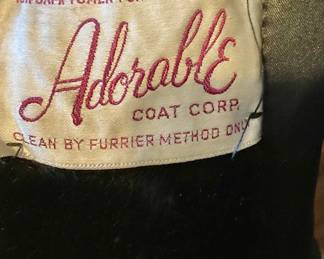 Adorable
COAT CORP.
CLEAN BY FURRIER METHOD ONLY